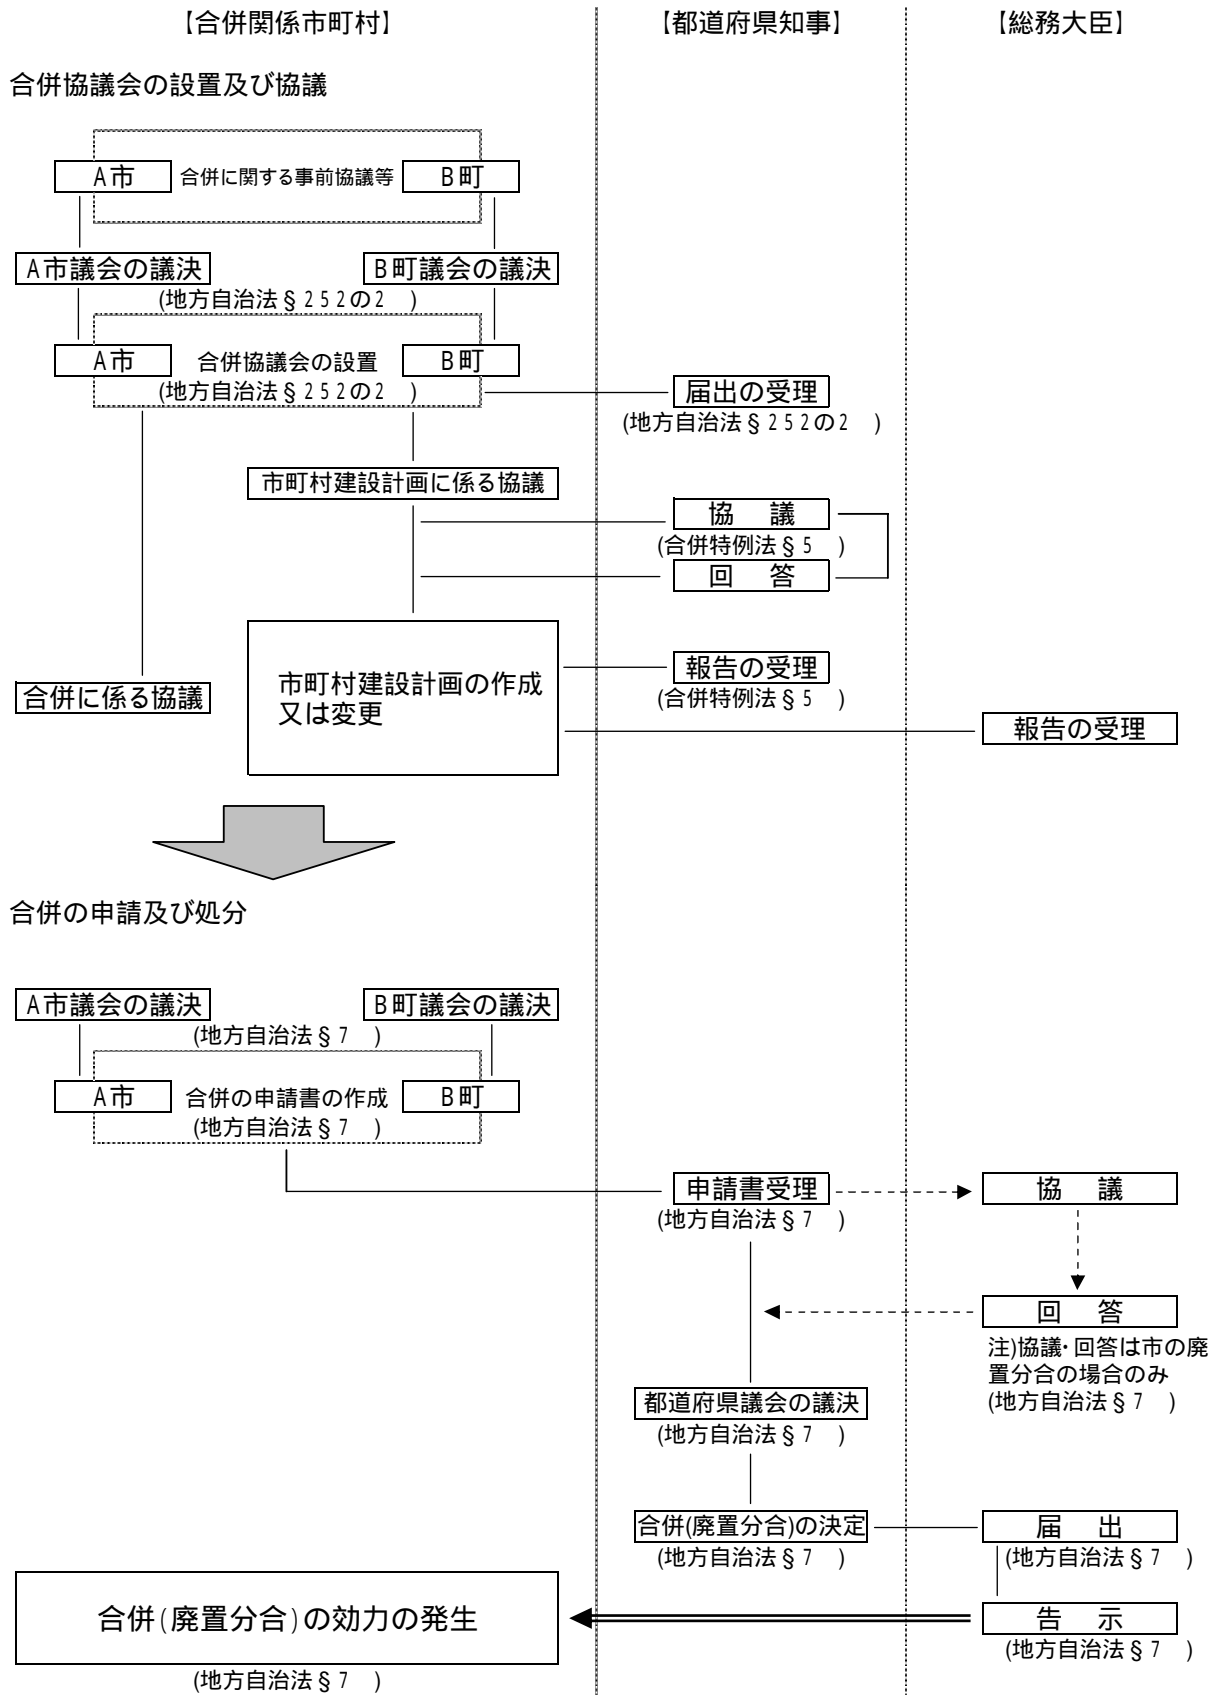 【合併関係市町村】
【都道府県知事】
【総務大臣】
合併協議会の設置及び協議
A市
合併に関する事前協議等
B町
A市議会の議決
B町議会の議決
(地方自治法§252の2　)
A市
合併協議会の設置
B町
(地方自治法§252の2　)
届出の受理
(地方自治法§252の2　)
市町村建設計画に係る協議
協　議
(合併特例法§5　)
回　答
市町村建設計画の作成
又は変更
報告の受理
(合併特例法§5　)
合併に係る協議
報告の受理
合併の申請及び処分
A市議会の議決
B町議会の議決
(地方自治法§7　)
A市
合併の申請書の作成
B町
(地方自治法§7　)
申請書受理
(地方自治法§7　)
協　議
回　答
注)協議・回答は市の廃
置分合の場合のみ
(地方自治法§7　)
都道府県議会の議決
(地方自治法§7　)
合併(廃置分合)の決定
(地方自治法§7　)
届　出
(地方自治法§7　)
合併(廃置分合)の効力の発生
(地方自治法§7　)
告　示
(地方自治法§7　)